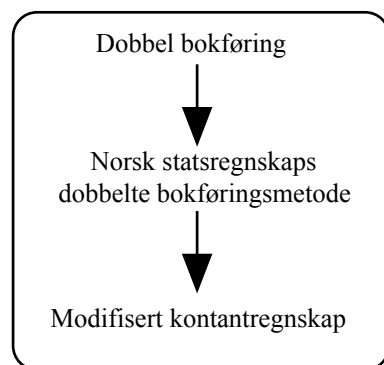 Dobbel bokføring
Norsk statsregnskaps
dobbelte bokføringsmetode
Modifisert kontantregnskap